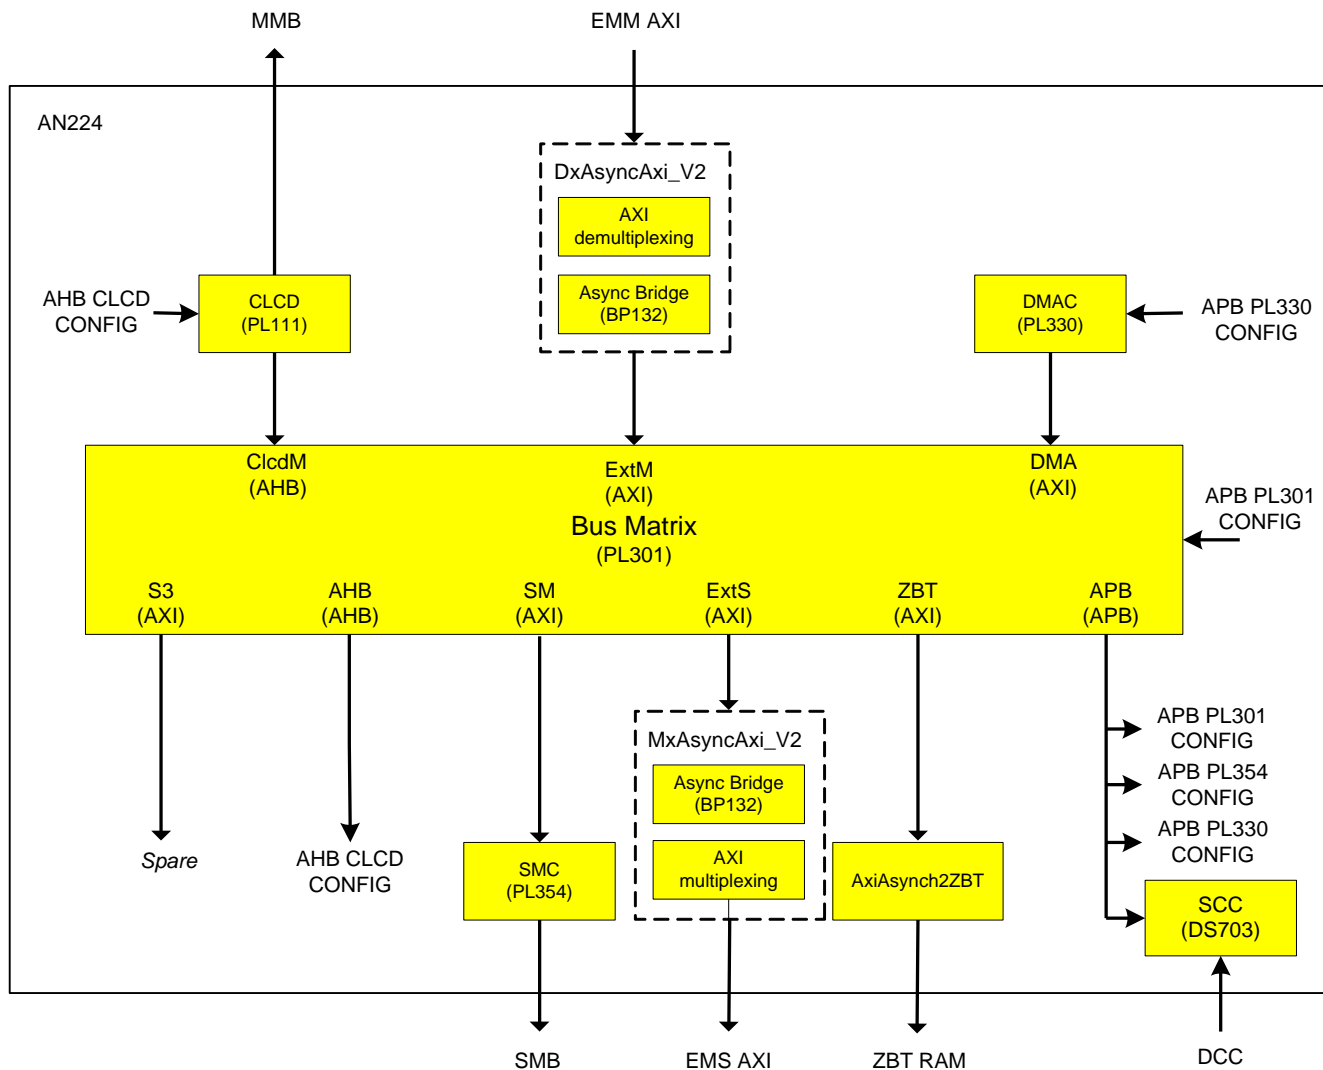 MMB
EMM AXI
AN224
DxAsyncAxi_V2
AXI
demultiplexing
Async Bridge
(BP132)
AHB CLCD
CONFIG
CLCD
(PL111)
DMAC
(PL330)
APB PL330
CONFIG
ClcdM
(AHB)
ExtM
(AXI)
DMA
(AXI)
Bus Matrix
(PL301)
APB PL301
CONFIG
S3
(AXI)
AHB
(AHB)
SM
(AXI)
ExtS
(AXI)
ZBT
(AXI)
APB
(APB)
MxAsyncAxi_V2
Async Bridge
(BP132)
AXI
multiplexing
APB PL301
CONFIG
APB PL354
CONFIG
APB PL330
CONFIG
Spare
AHB CLCD
CONFIG
SMC
(PL354)
AxiAsynch2ZBT
SCC
(DS703)
SMB
EMS AXI
ZBT RAM
DCC